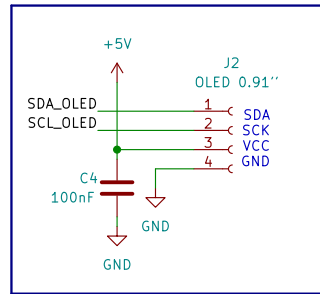 +5V
J2
OLED 0.91''
SDA_OLED 1 SDA
SCL_OLED 2 SCK
3 VCC
4 GND
C4
100nF
GND
GND